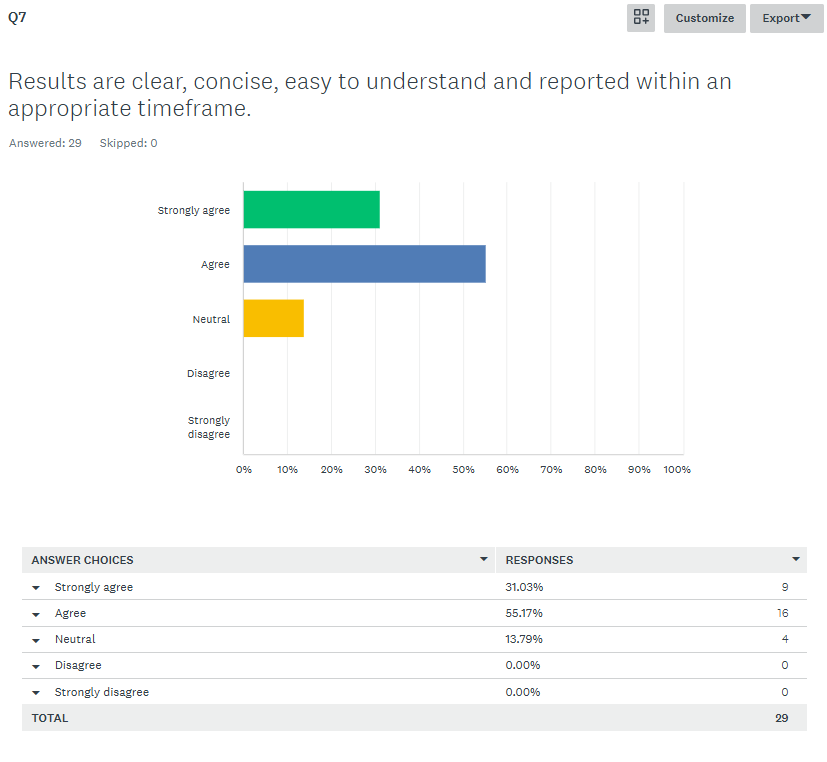 Q7
Customize
Export
Results are clear, concise, easy to understand and reported within an
appropriate timeframe.
Answered: 29 Skipped: 0
Strongly agree
Agree
Neutral
Disagree
Strongly
disagree
0% 10% 20% 30% 40% 50% 60% 70% 80% 90% 100%
ANSWER CHOICES RESPONSES
Strongly agree 31.03% 9
Agree 55.17% 16
Neutral 13.79% 4
Disagree 0.00% 0
Strongly disagree 0.00% 0
TOTAL 29